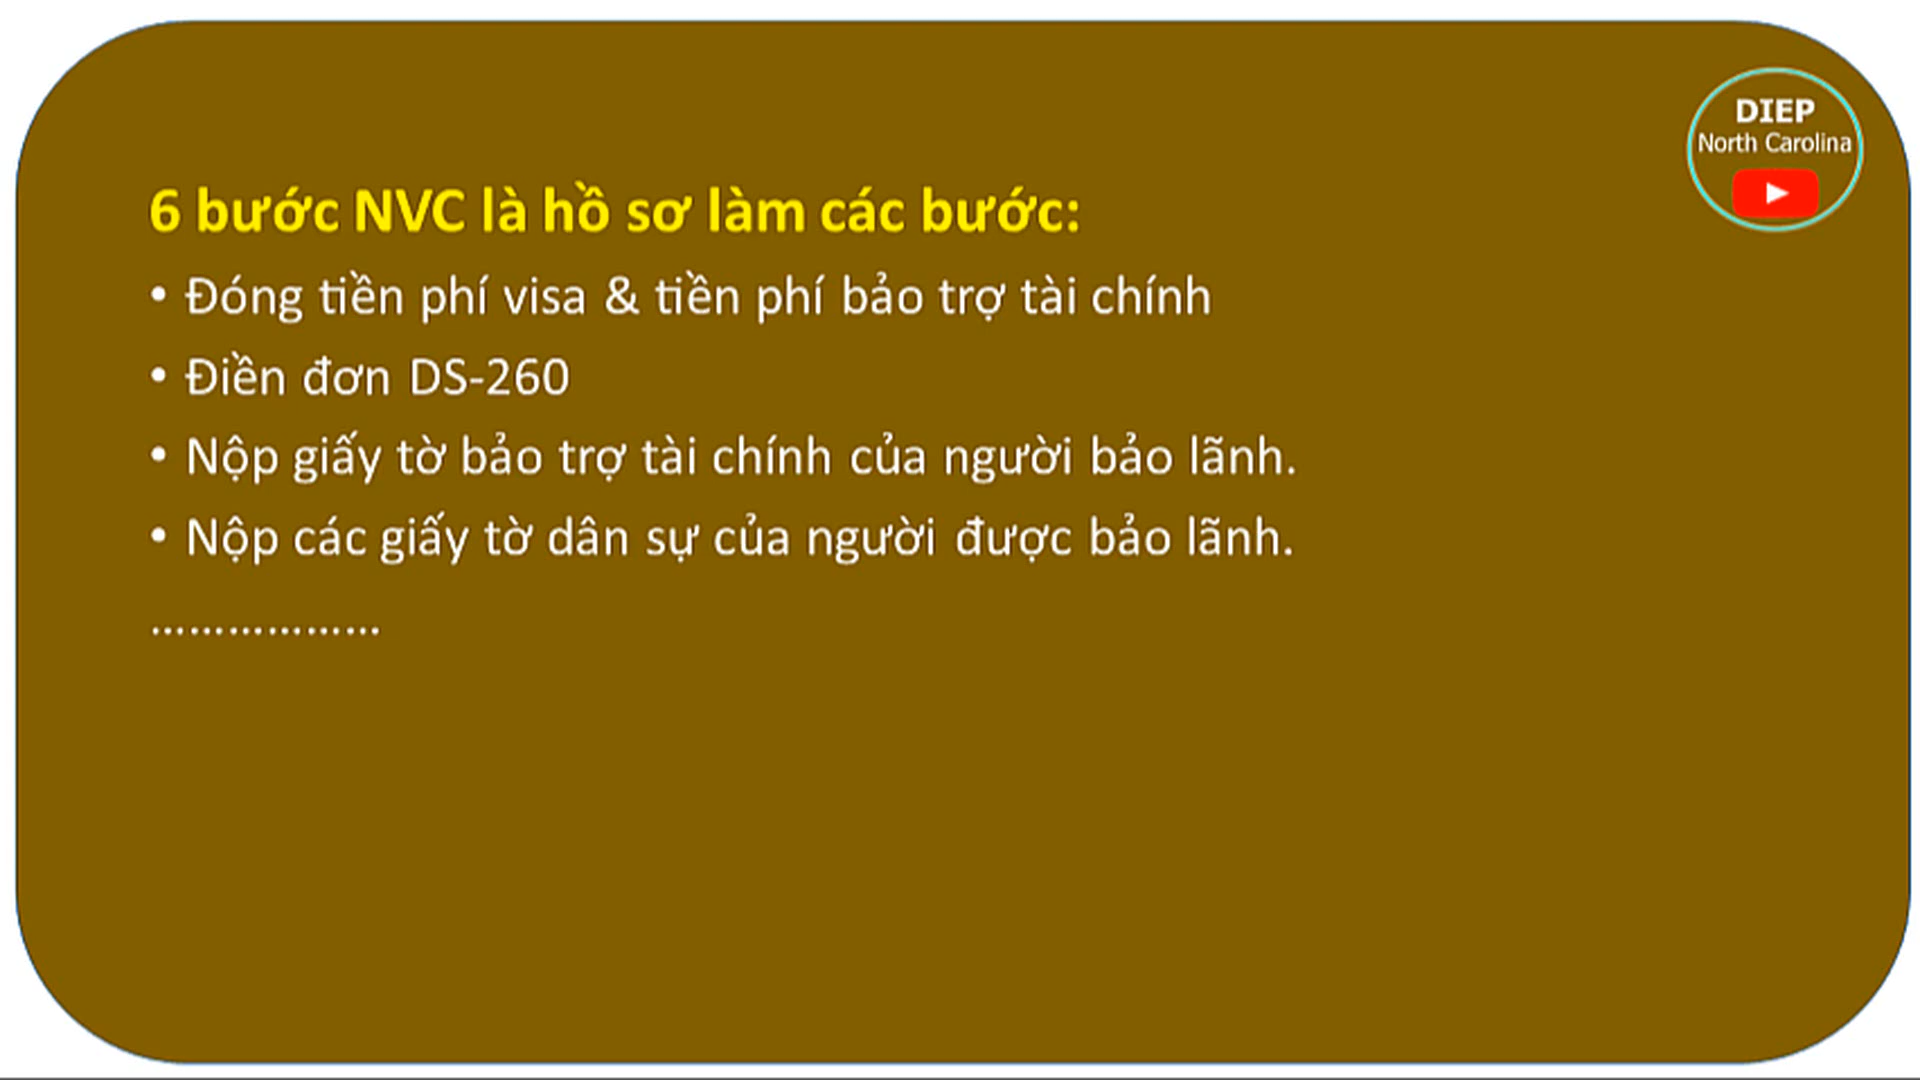 DIEP
North Carolina
6 bước NVC là hồ sơ làm các bước:
• Đóng tiền phí visa & tiền phí bảo trợ tài chính
• Điền đơn DS-260
• Nộp giấy tờ bảo trợ tài chính của người bảo lãnh.
• Nộp các giấy tờ dân sự của người được bảo lãnh.
..................